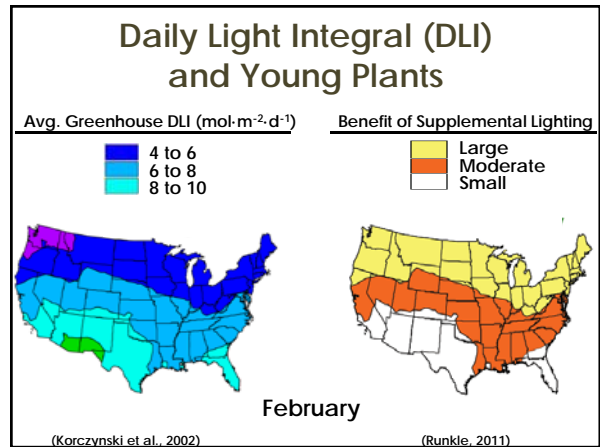 Daily Light Integral (DLI)
and Young Plants
Avg. Greenhouse DLI (mol·m⁻²·d⁻¹)
4 to 6
6 to 8
8 to 10
Benefit of Supplemental Lighting
Large
Moderate
Small
February
(Korczynski et al., 2002)
(Runkle, 2011)